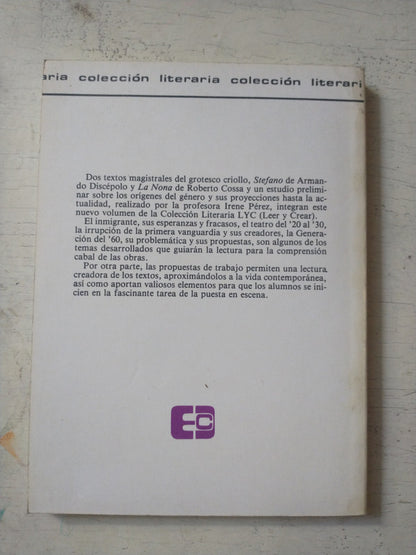 aria colección literaria colección literari
Dos textos magistrales del grotesco criollo, Stefano de Arman-
do Discépolo y La Nona de Roberto Cossa y un estudio prelimi-
nar sobre los orígenes del género y sus proyecciones hasta la ac-
tualidad, realizado por la profesora Irene Pérez, integran este
nuevo volumen de la Colección Literaria LYC (Leer y Crear).
El inmigrante, sus esperanzas y fracasos, el teatro del '20 al '30,
la irrupción de la primera vanguardia y sus creadores, la Genera-
ción del '60, su problemática y sus propuestas, son algunos de los
temas desarrollados que guiarán la lectura para la comprensión
cabal de las obras.
Por otra parte, las propuestas de trabajo permiten una lectura
creadora de los textos, aproximándolos a la vida contemporánea,
así como aportan valiosos elementos para que los alumnos se ini-
cien en la fascinante tarea de la puesta en escena.
EC